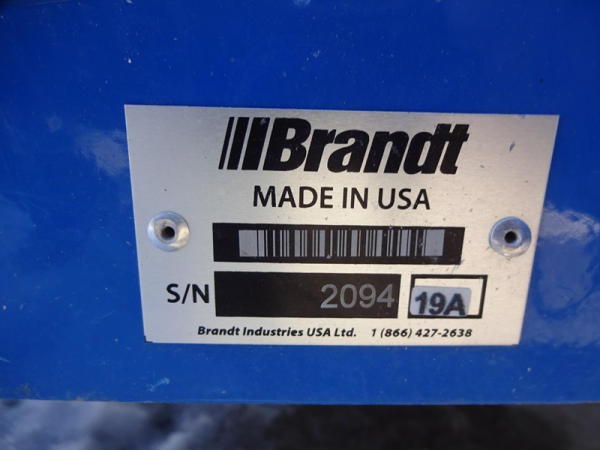 Brandt
MADE IN USA
S/N 2094 19A
Brandt Industries USA Ltd. 1 (866) 427-2638